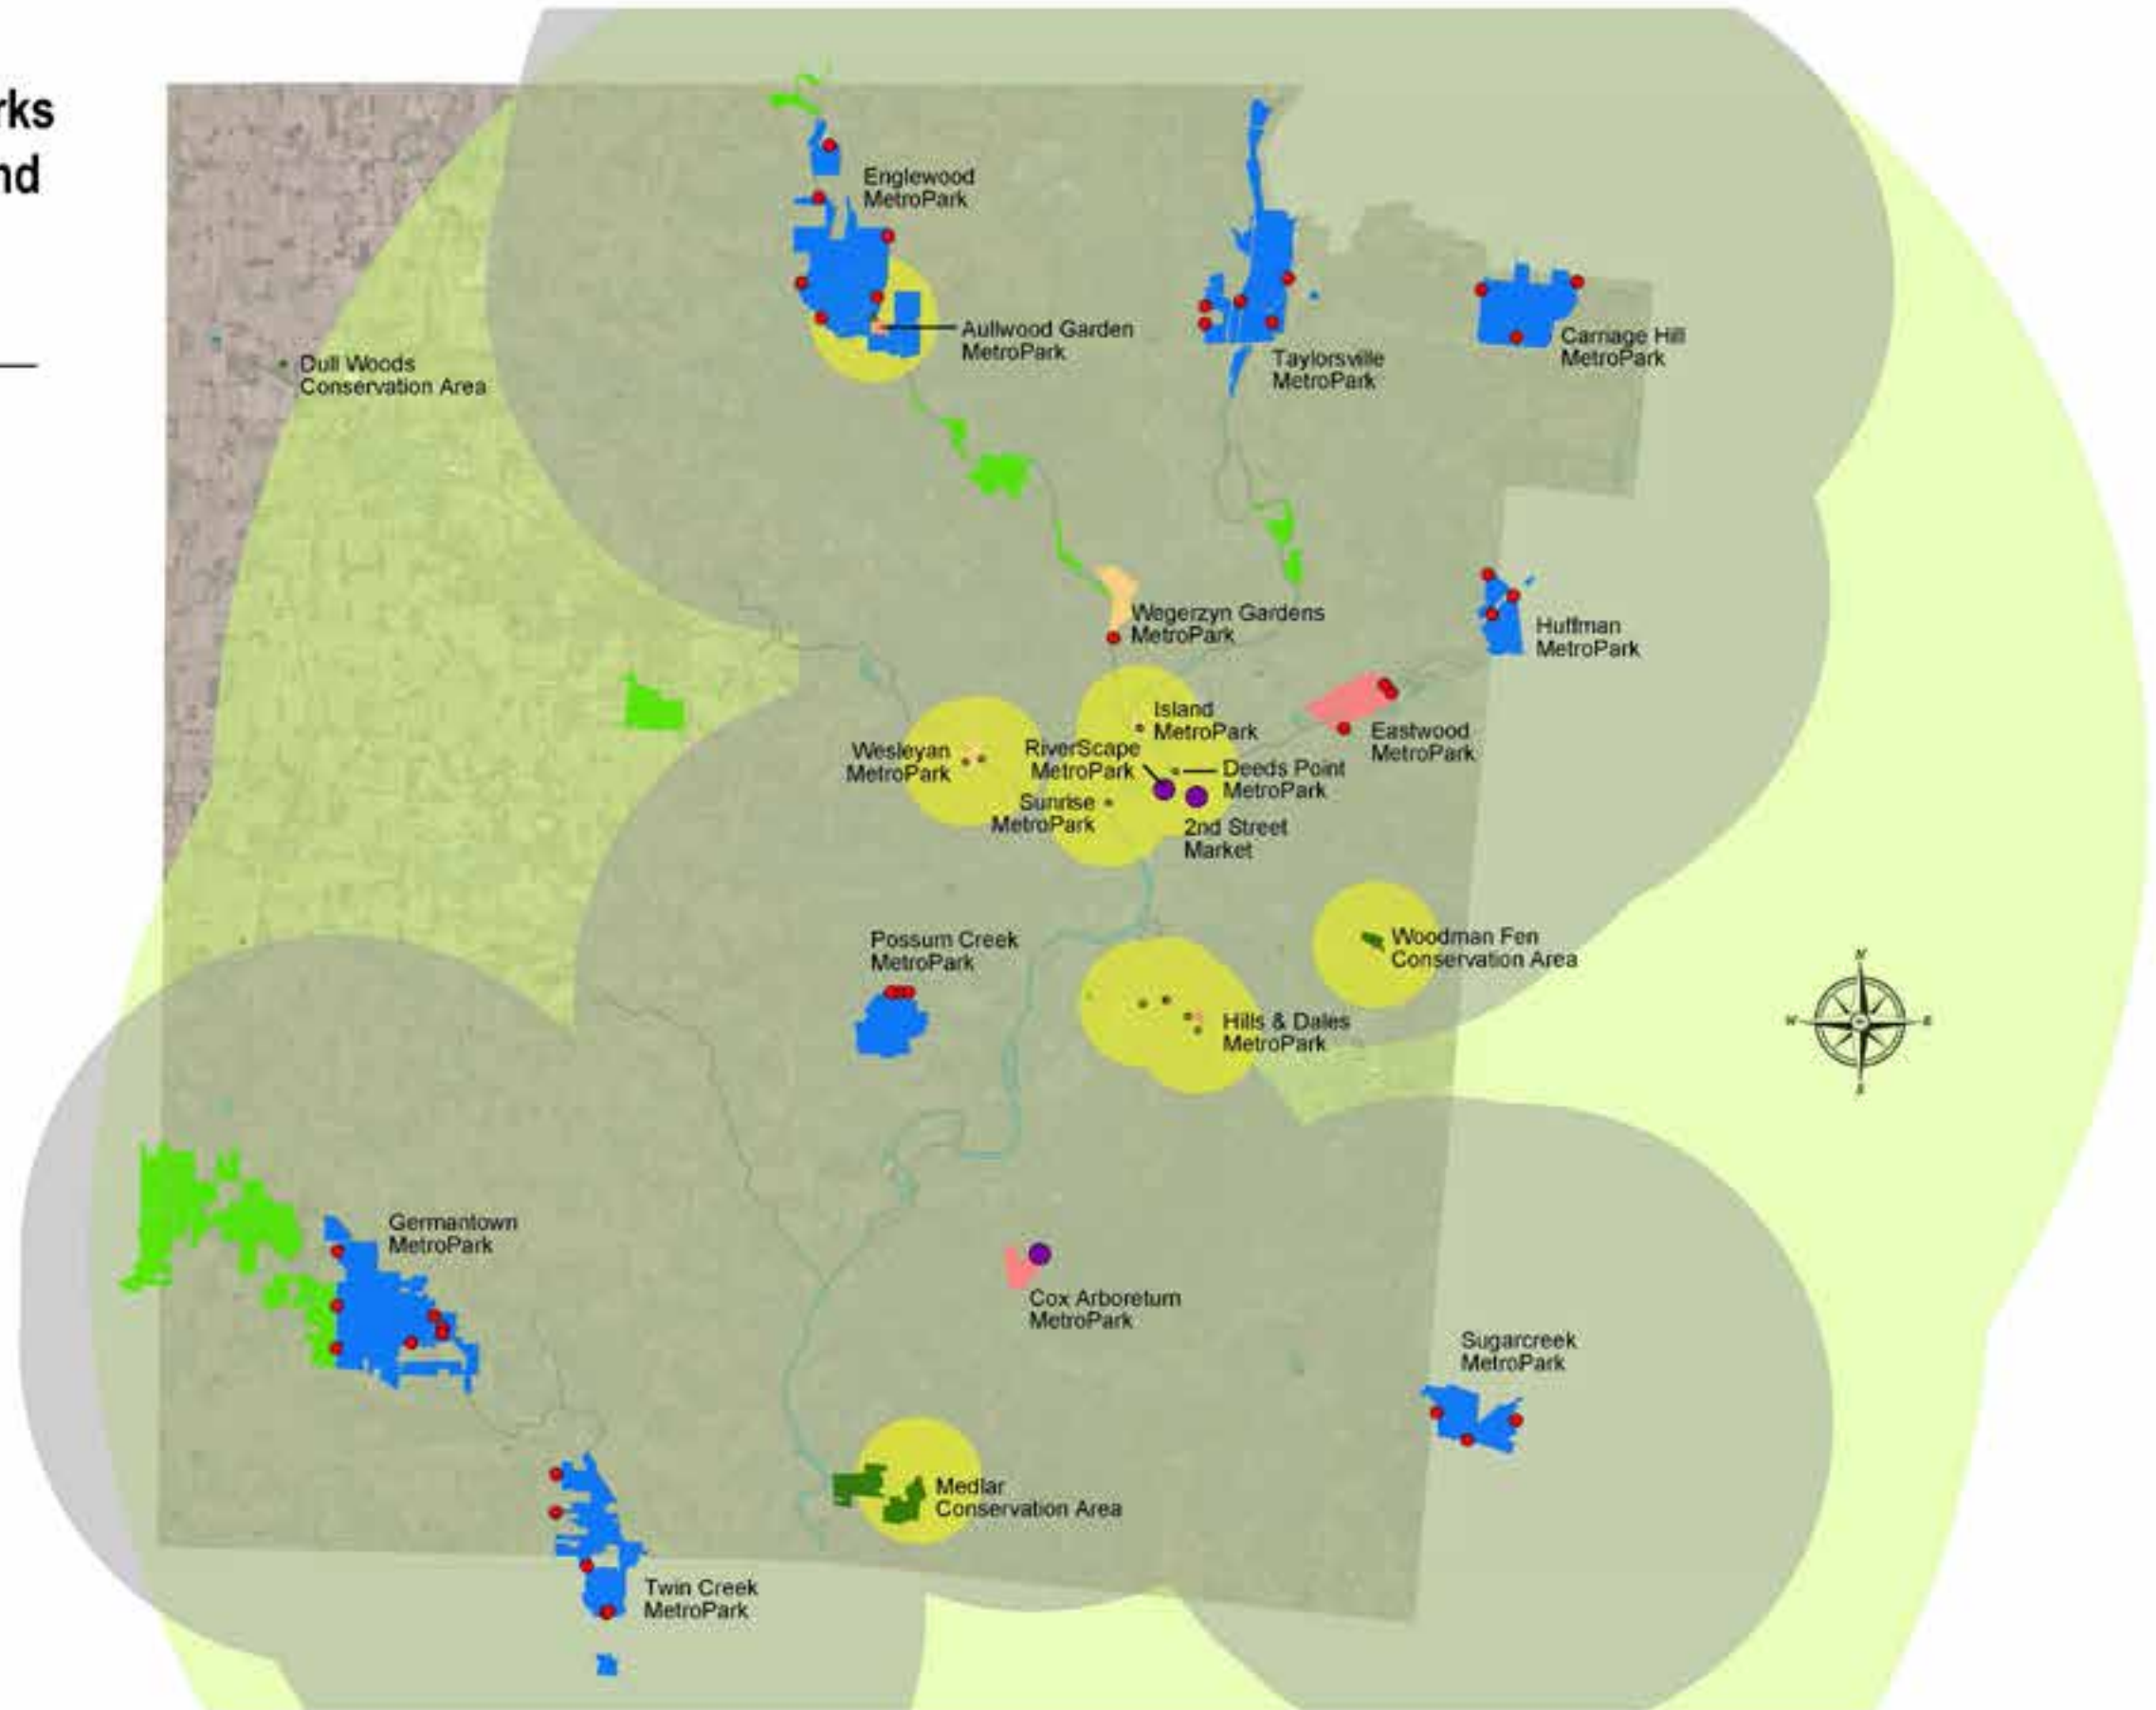 rks
nd
Englewood
MetroPark
Aullwood Garden
MetroPark
Taylorsville
MetroPark
Carriage Hill
MetroPark
Dull Woods
Conservation Area
Wegerzyn Gardens
MetroPark
Huffman
MetroPark
Island
MetroPark
Eastwood
MetroPark
Wesleyan
MetroPark
RiverScape
MetroPark
Deeds Point
MetroPark
Sunrise
MetroPark
2nd Street
Market
Possum Creek
MetroPark
Woodman Fen
Conservation Area
N
W
E
S
Hills & Dales
MetroPark
Germantown
MetroPark
Cox Arboretum
MetroPark
Sugarcreek
MetroPark
Medlar
Conservation Area
Twin Creek
MetroPark